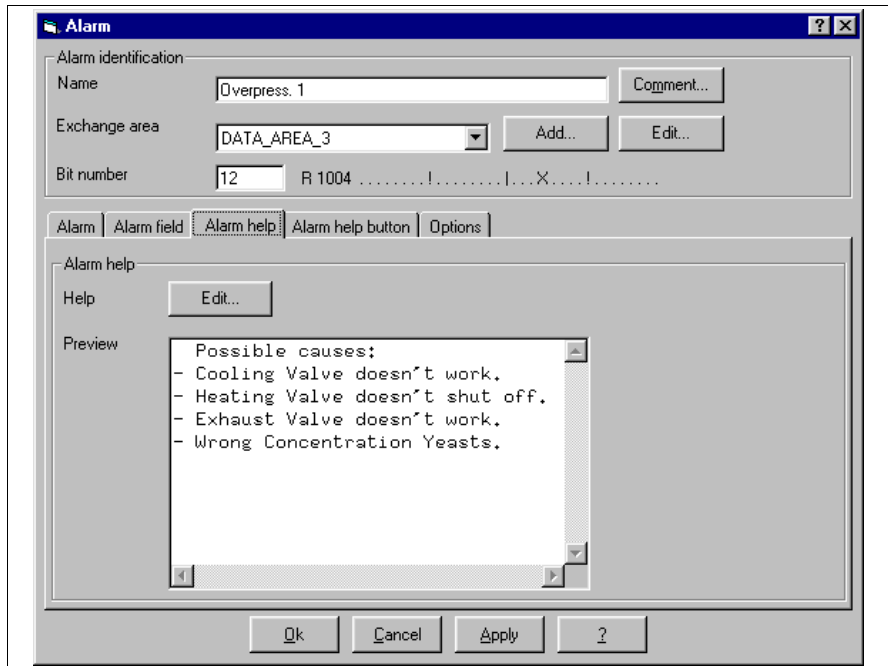 Alarm
Alarm identification
Name Overpress. 1 Comment...
Exchange area DATA_AREA_3 Add... Edit...
Bit number 12 R 1004 ........!........|...X....!........
Alarm Alarm field Alarm help Alarm help button Options
Alarm help
Help Edit...
Preview
Possible causes:
- Cooling Valve doesn't work.
- Heating Valve doesn't shut off.
- Exhaust Valve doesn't work.
- Wrong Concentration Yeasts.
Ok Cancel Apply ?